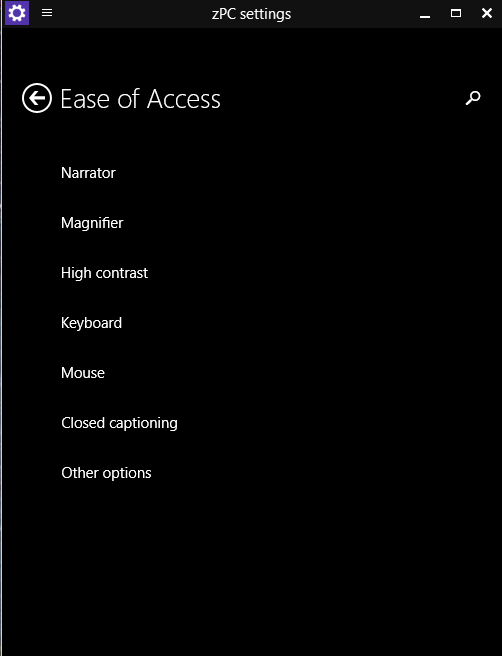 zPC settings
Ease of Access
Narrator
Magnifier
High contrast
Keyboard
Mouse
Closed captioning
Other options